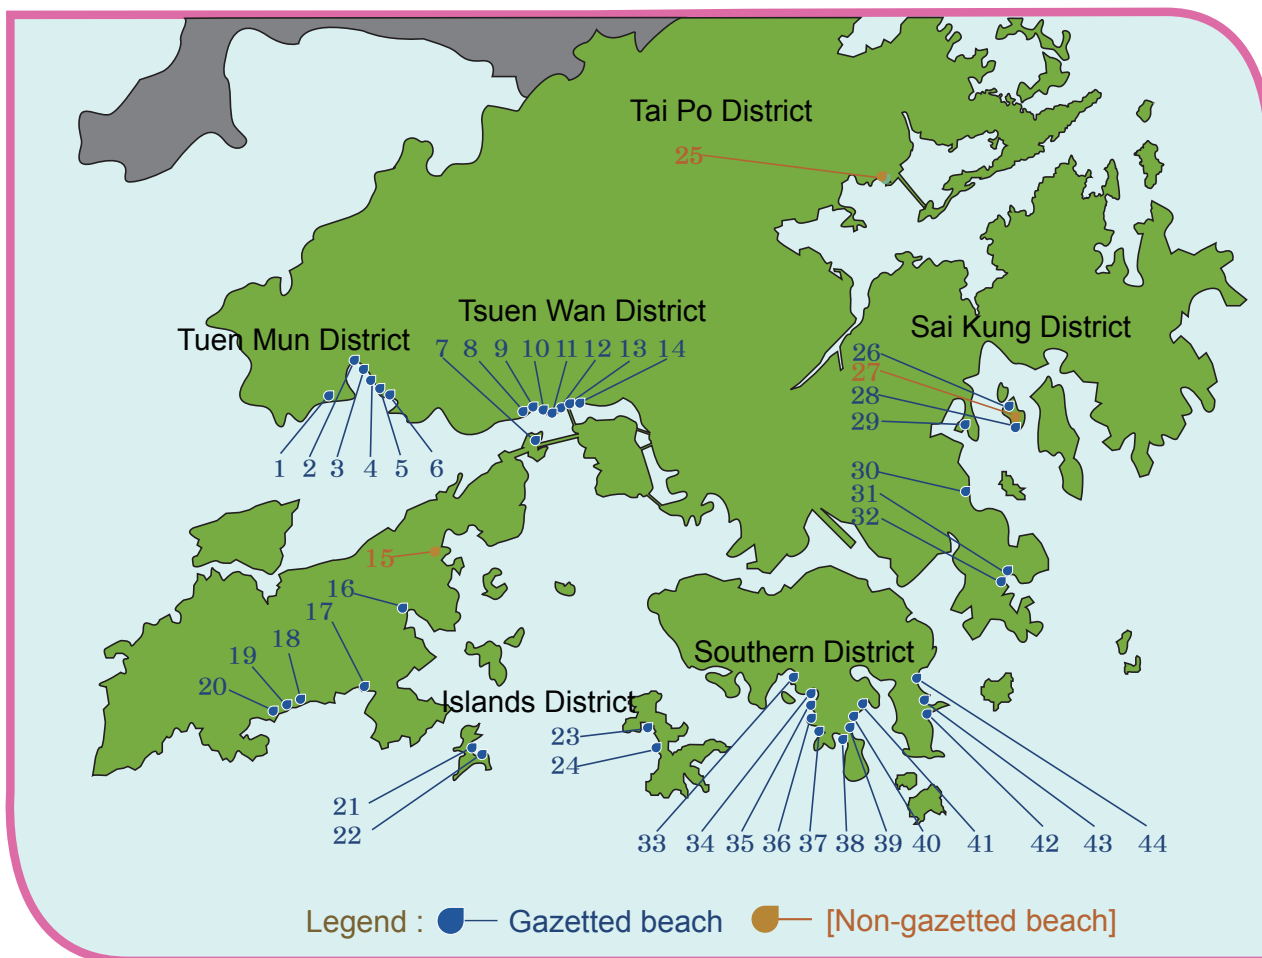 Tai Po District
25
Tsuen Wan District
Sai Kung District
Tuen Mun District
7 8 9 10 11 12 13 14
26
27
28
29
1 2 3 4 5 6
30
31
32
15
16
17
18
19
20
Southern District
Islands District
23
24
21
22
33 34 35 36 37 38 39 40 41 42 43 44
Legend : Gazetted beach [Non-gazetted beach]